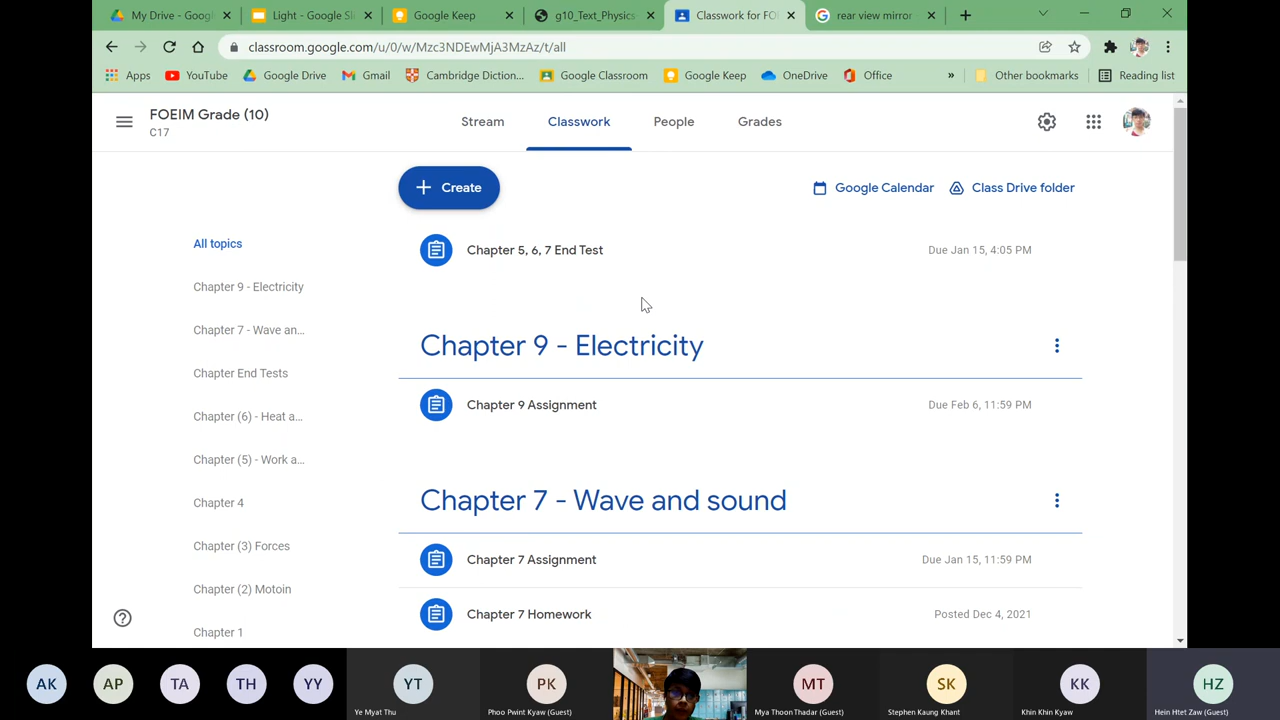 My Drive - Googl
Light - Google Sl
Google Keep
g10_Text_Physics
Classwork for FOI
rear view mirror
classroom.google.com/u/0/w/Mzc3NDEwMjA3MzAz/t/all
Apps
YouTube
Google Drive
Gmail
Cambridge Diction...
Google Classroom
Google Keep
OneDrive
Office
»
Other bookmarks
Reading list
FOEIM Grade (10)
C17
Stream
Classwork
People
Grades
Create
Google Calendar
Class Drive folder
All topics
Chapter 9 - Electricity
Chapter 7 - Wave an...
Chapter End Tests
Chapter (6) - Heat a...
Chapter (5) - Work a...
Chapter 4
Chapter (3) Forces
Chapter (2) Motoin
Chapter 1
Chapter 5, 6, 7 End Test
Due Jan 15, 4:05 PM
Chapter 9 - Electricity
Chapter 9 Assignment
Due Feb 6, 11:59 PM
Chapter 7 - Wave and sound
Chapter 7 Assignment
Due Jan 15, 11:59 PM
Chapter 7 Homework
Posted Dec 4, 2021
AK
AP
TA
TH
YY
YT
Ye Myat Thu
PK
Phoo Pwint Kyaw (Guest)
MT
Mya Thoon Thadar (Guest)
SK
Stephen Kaung Khant
KK
Khin Khin Kyaw
HZ
Hein Htet Zaw (Guest)